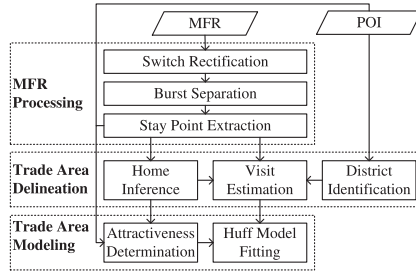 MFR
POI
MFR
Processing
Switch Rectification
Burst Separation
Stay Point Extraction
Trade Area
Delineation
Home
Inference
Visit
Estimation
District
Identification
Trade Area
Modeling
Attractiveness
Determination
Huff Model
Fitting